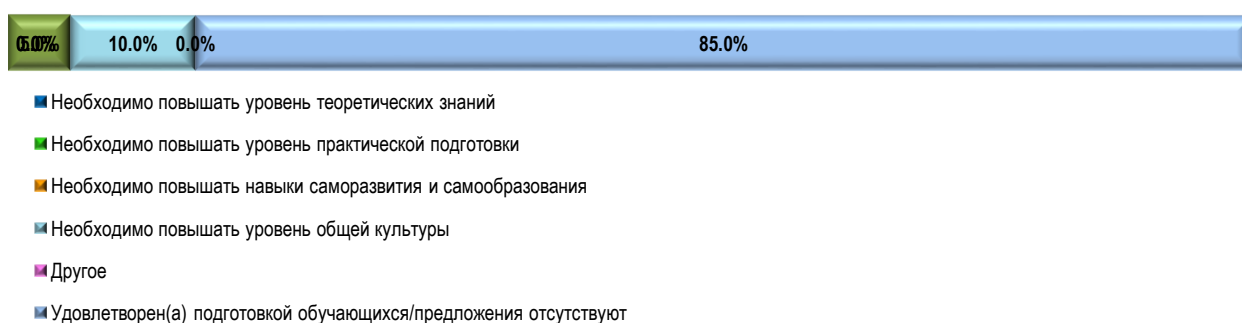 10.0% 0.0% 85.0%
Необходимо повышать уровень теоретических знаний
Необходимо повышать уровень практической подготовки
Необходимо повышать навыки саморазвития и самообразования
Необходимо повышать уровень общей культуры
Другое
Удовлетворен(а) подготовкой обучающихся/предложения отсутствуют